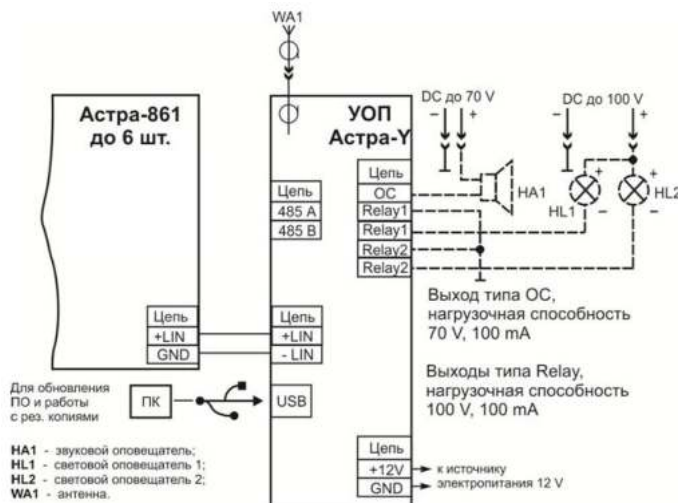 WA1
Астра-861
до 6 шт.
УОП
Астра-Y
DC до 70 V
DC до 100 V
− +
− +
Цепь
OC
Relay1
Relay1
Relay2
Relay2
HA1
+
HL1
−
+
HL2
−
Цепь
485 A
485 B
Выход типа ОС,
нагрузочная способность
70 V, 100 mA
Выходы типа Relay,
нагрузочная способность
100 V, 100 mA
Цепь
+LIN
GND
Цепь
+LIN
- LIN
Для обновления
ПО и работы
с рез. копиями
ПК
USB
HA1 - звуковой оповещатель;
HL1 - световой оповещатель 1;
HL2 - световой оповещатель 2;
WA1 - антенна.
Цепь
+12V
GND
к источнику
электропитания 12 V